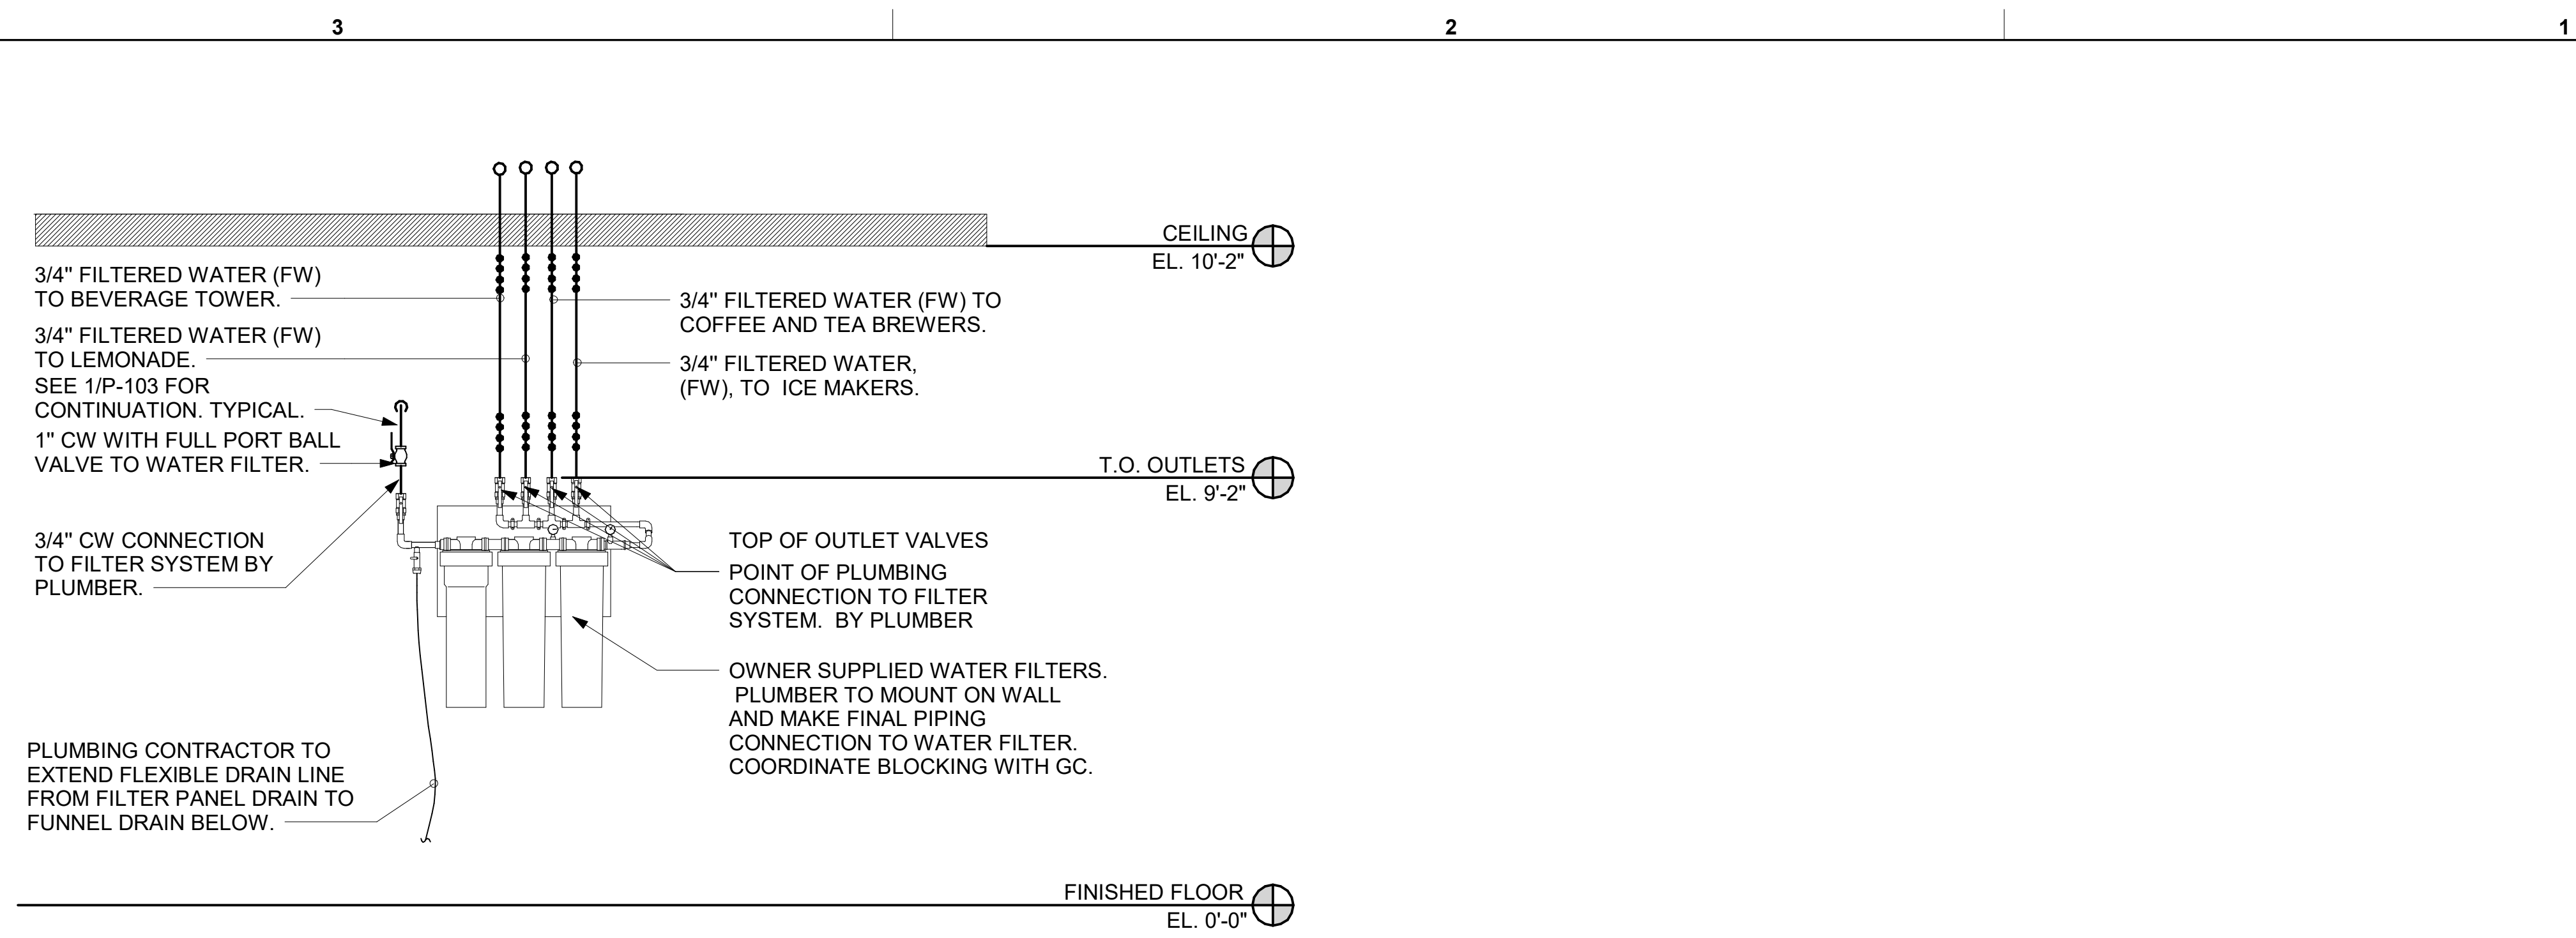 3
2
1
CEILING
EL. 10'-2"
3/4" FILTERED WATER (FW)
TO BEVERAGE TOWER.
3/4" FILTERED WATER (FW)
TO LEMONADE.
SEE 1/P-103 FOR
CONTINUATION. TYPICAL.
1" CW WITH FULL PORT BALL
VALVE TO WATER FILTER.
3/4" CW CONNECTION
TO FILTER SYSTEM BY
PLUMBER.
3/4" FILTERED WATER (FW) TO
COFFEE AND TEA BREWERS.
3/4" FILTERED WATER,
(FW), TO  ICE MAKERS.
T.O. OUTLETS
EL. 9'-2"
TOP OF OUTLET VALVES
POINT OF PLUMBING
CONNECTION TO FILTER
SYSTEM.  BY PLUMBER
OWNER SUPPLIED WATER FILTERS.
PLUMBER TO MOUNT ON WALL
AND MAKE FINAL PIPING
CONNECTION TO WATER FILTER.
COORDINATE BLOCKING WITH GC.
PLUMBING CONTRACTOR TO
EXTEND FLEXIBLE DRAIN LINE
FROM FILTER PANEL DRAIN TO
FUNNEL DRAIN BELOW.
FINISHED FLOOR
EL. 0'-0"